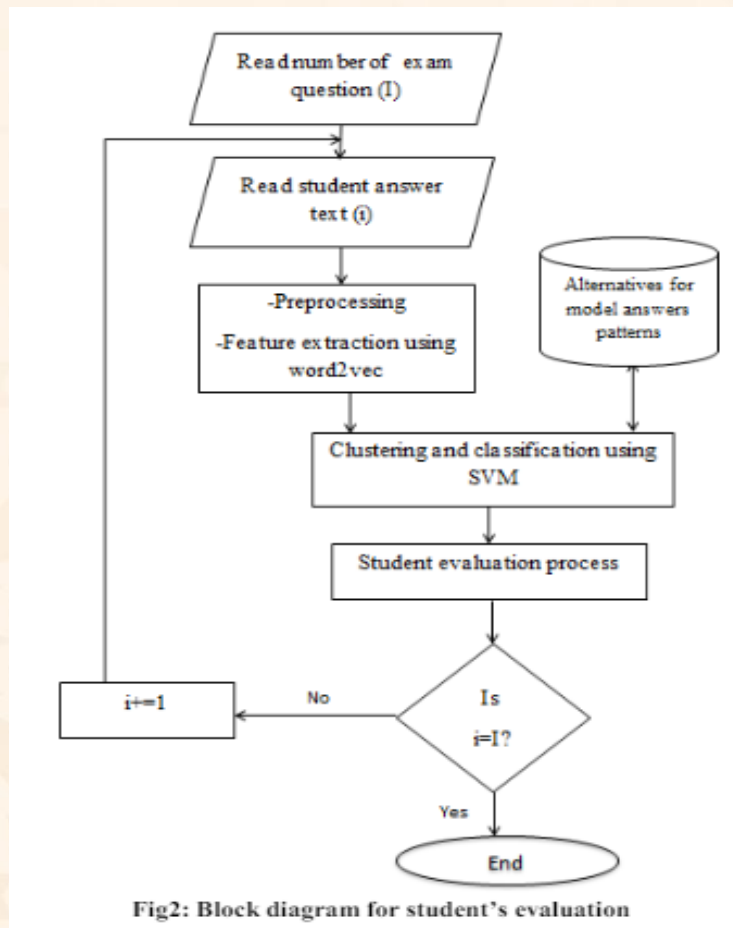 Read number of exam
question (I)
Read student answer
text (i)
-Preprocessing
-Feature extraction using
word2vec
Alternatives for
model answers
patterns
Clustering and classification using
SVM
Student evaluation process
Is
i=I?
No
i+=1
Yes
End
Fig2: Block diagram for student's evaluation